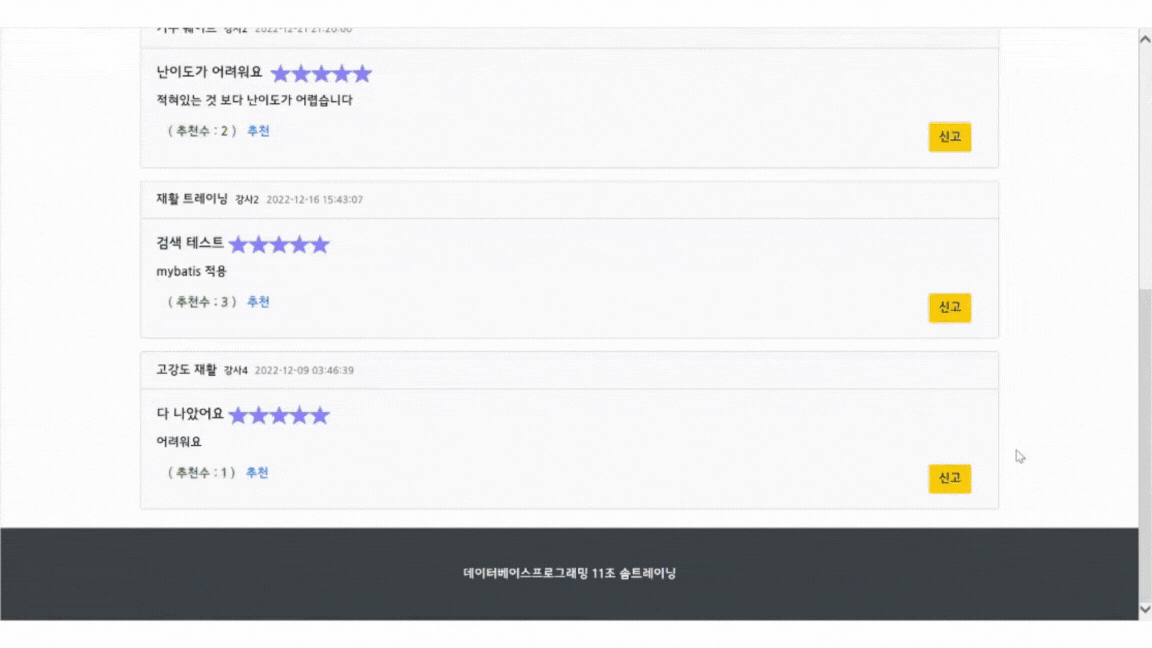 강사2 2022-12-21 21:20:00
난이도가 어려워요
적혀있는 것 보다 난이도가 어렵습니다
( 추천수 : 2 ) 추천
신고
재활 트레이닝 강사2 2022-12-16 15:43:07
검색 테스트
mybatis 적용
( 추천수 : 3 ) 추천
신고
고강도 재활 강사4 2022-12-09 03:46:39
다 나았어요
어려워요
( 추천수 : 1 ) 추천
신고
데이터베이스프로그래밍 11조 솜트레이닝